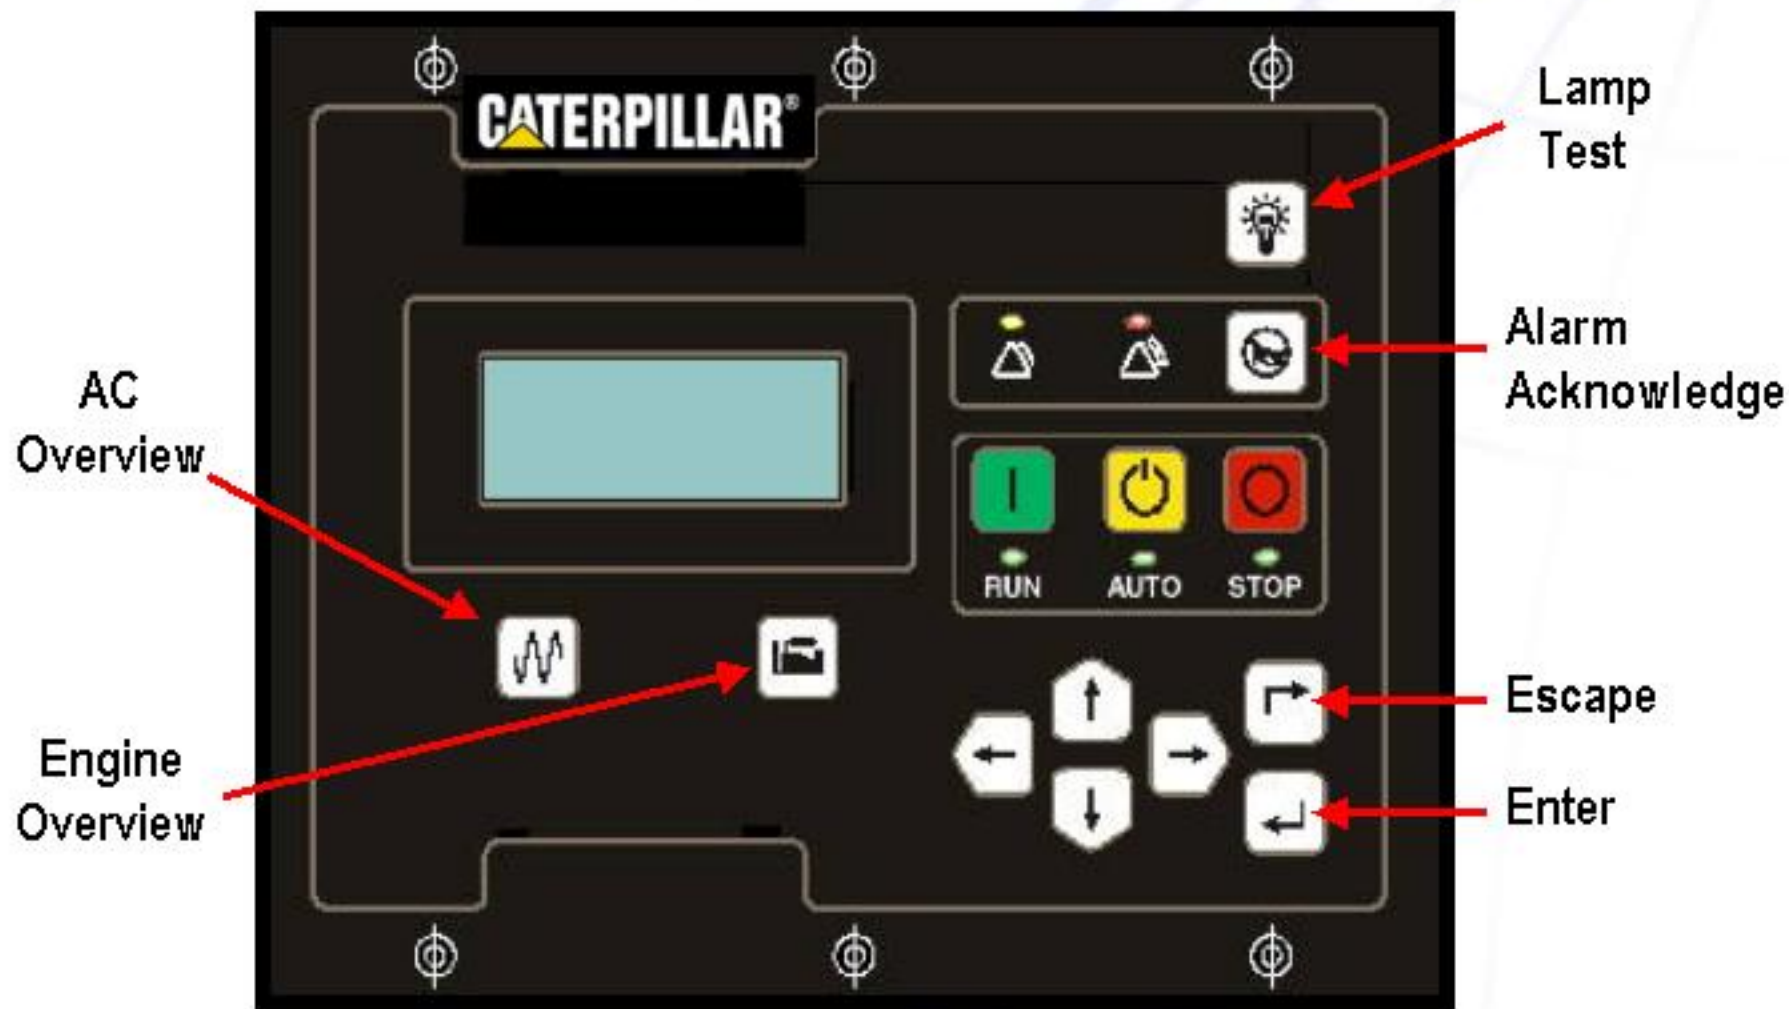 CATERPILLAR®
Lamp
Test
Alarm
Acknowledge
AC
Overview
RUN AUTO STOP
Escape
Engine
Overview
Enter